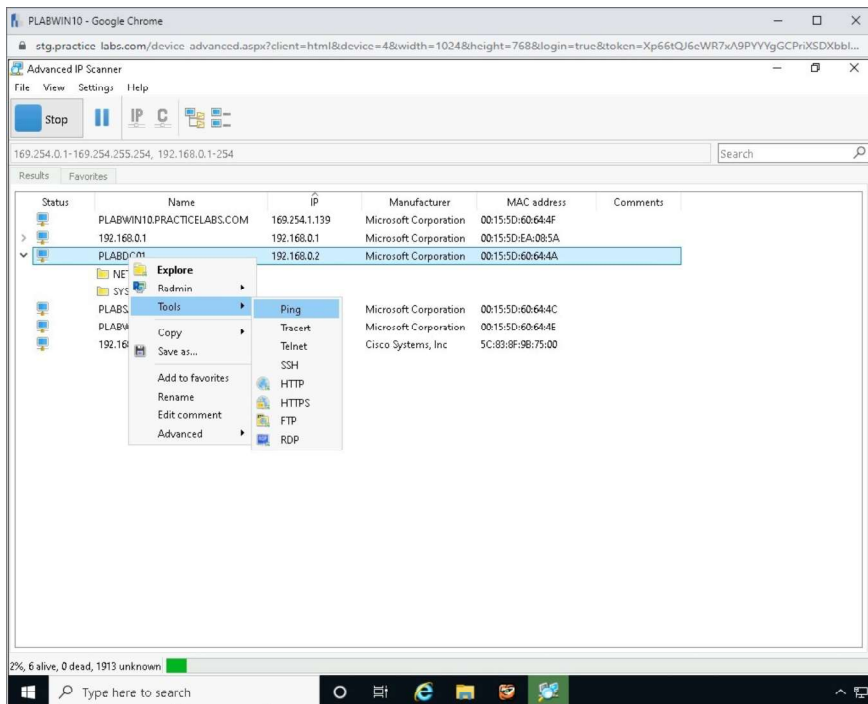 PLABWIN10 - Google Chrome
stg.practice-labs.com/device-advanced.aspx?client=html&device=4&width=1024&height=768&login=true&token=
Advanced IP Scanner
File View Settings Help
Stop IP C
169.254.0.1-169.254.255.254, 192.168.0.1-254
Search
Results Favorites
Status Name IP Manufacturer MAC address Comments
PLABWIN10.PRACTICELABS.COM 169.254.1.139 Microsoft Corporation 00:15:5D:60:64:4F
192.168.0.1 192.168.0.1 Microsoft Corporation 00:15:5D:EA:08:5A
PLABDC01 192.168.0.2 Microsoft Corporation 00:15:5D:60:64:4A
NET
SYS
PLABS Microsoft Corporation 00:15:5D:60:64:4C
PLABW Microsoft Corporation 00:15:5D:60:64:4E
192.168 Cisco Systems, Inc 5C:83:8F:9B:75:00
Explore
Radmin
Tools
Copy
Save as...
Add to favorites
Rename
Edit comment
Advanced
Ping
Tracert
Telnet
SSH
HTTP
HTTPS
FTP
RDP
2%, 6 alive, 0 dead, 1913 unknown
Type here to search